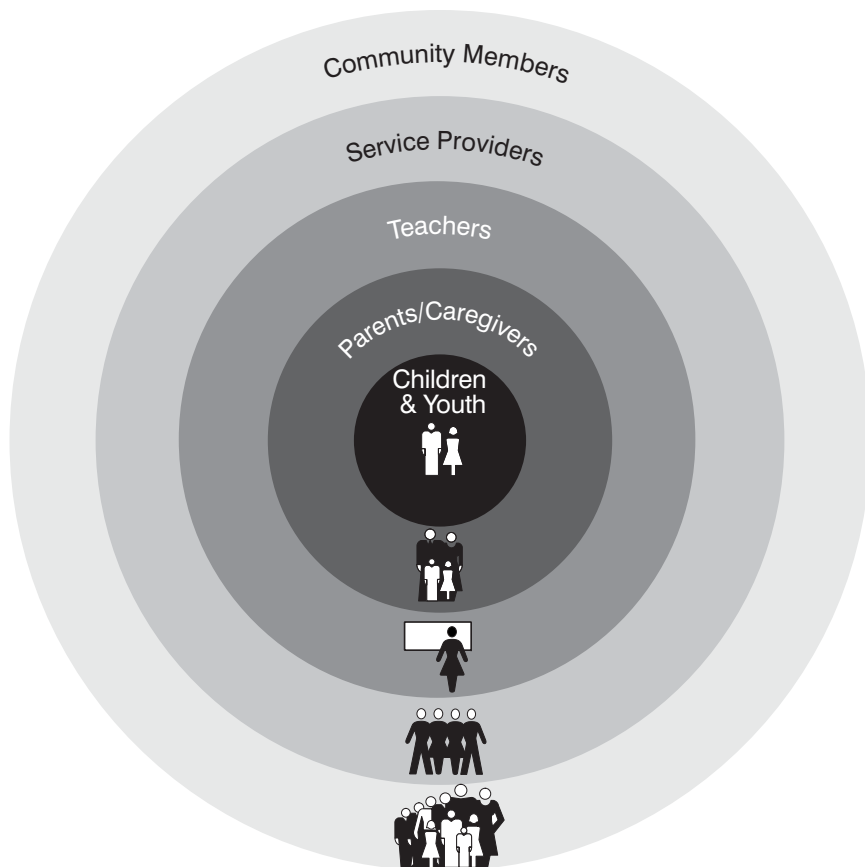 Community Members
Service Providers
Teachers
Parents/Caregivers
Children
& Youth